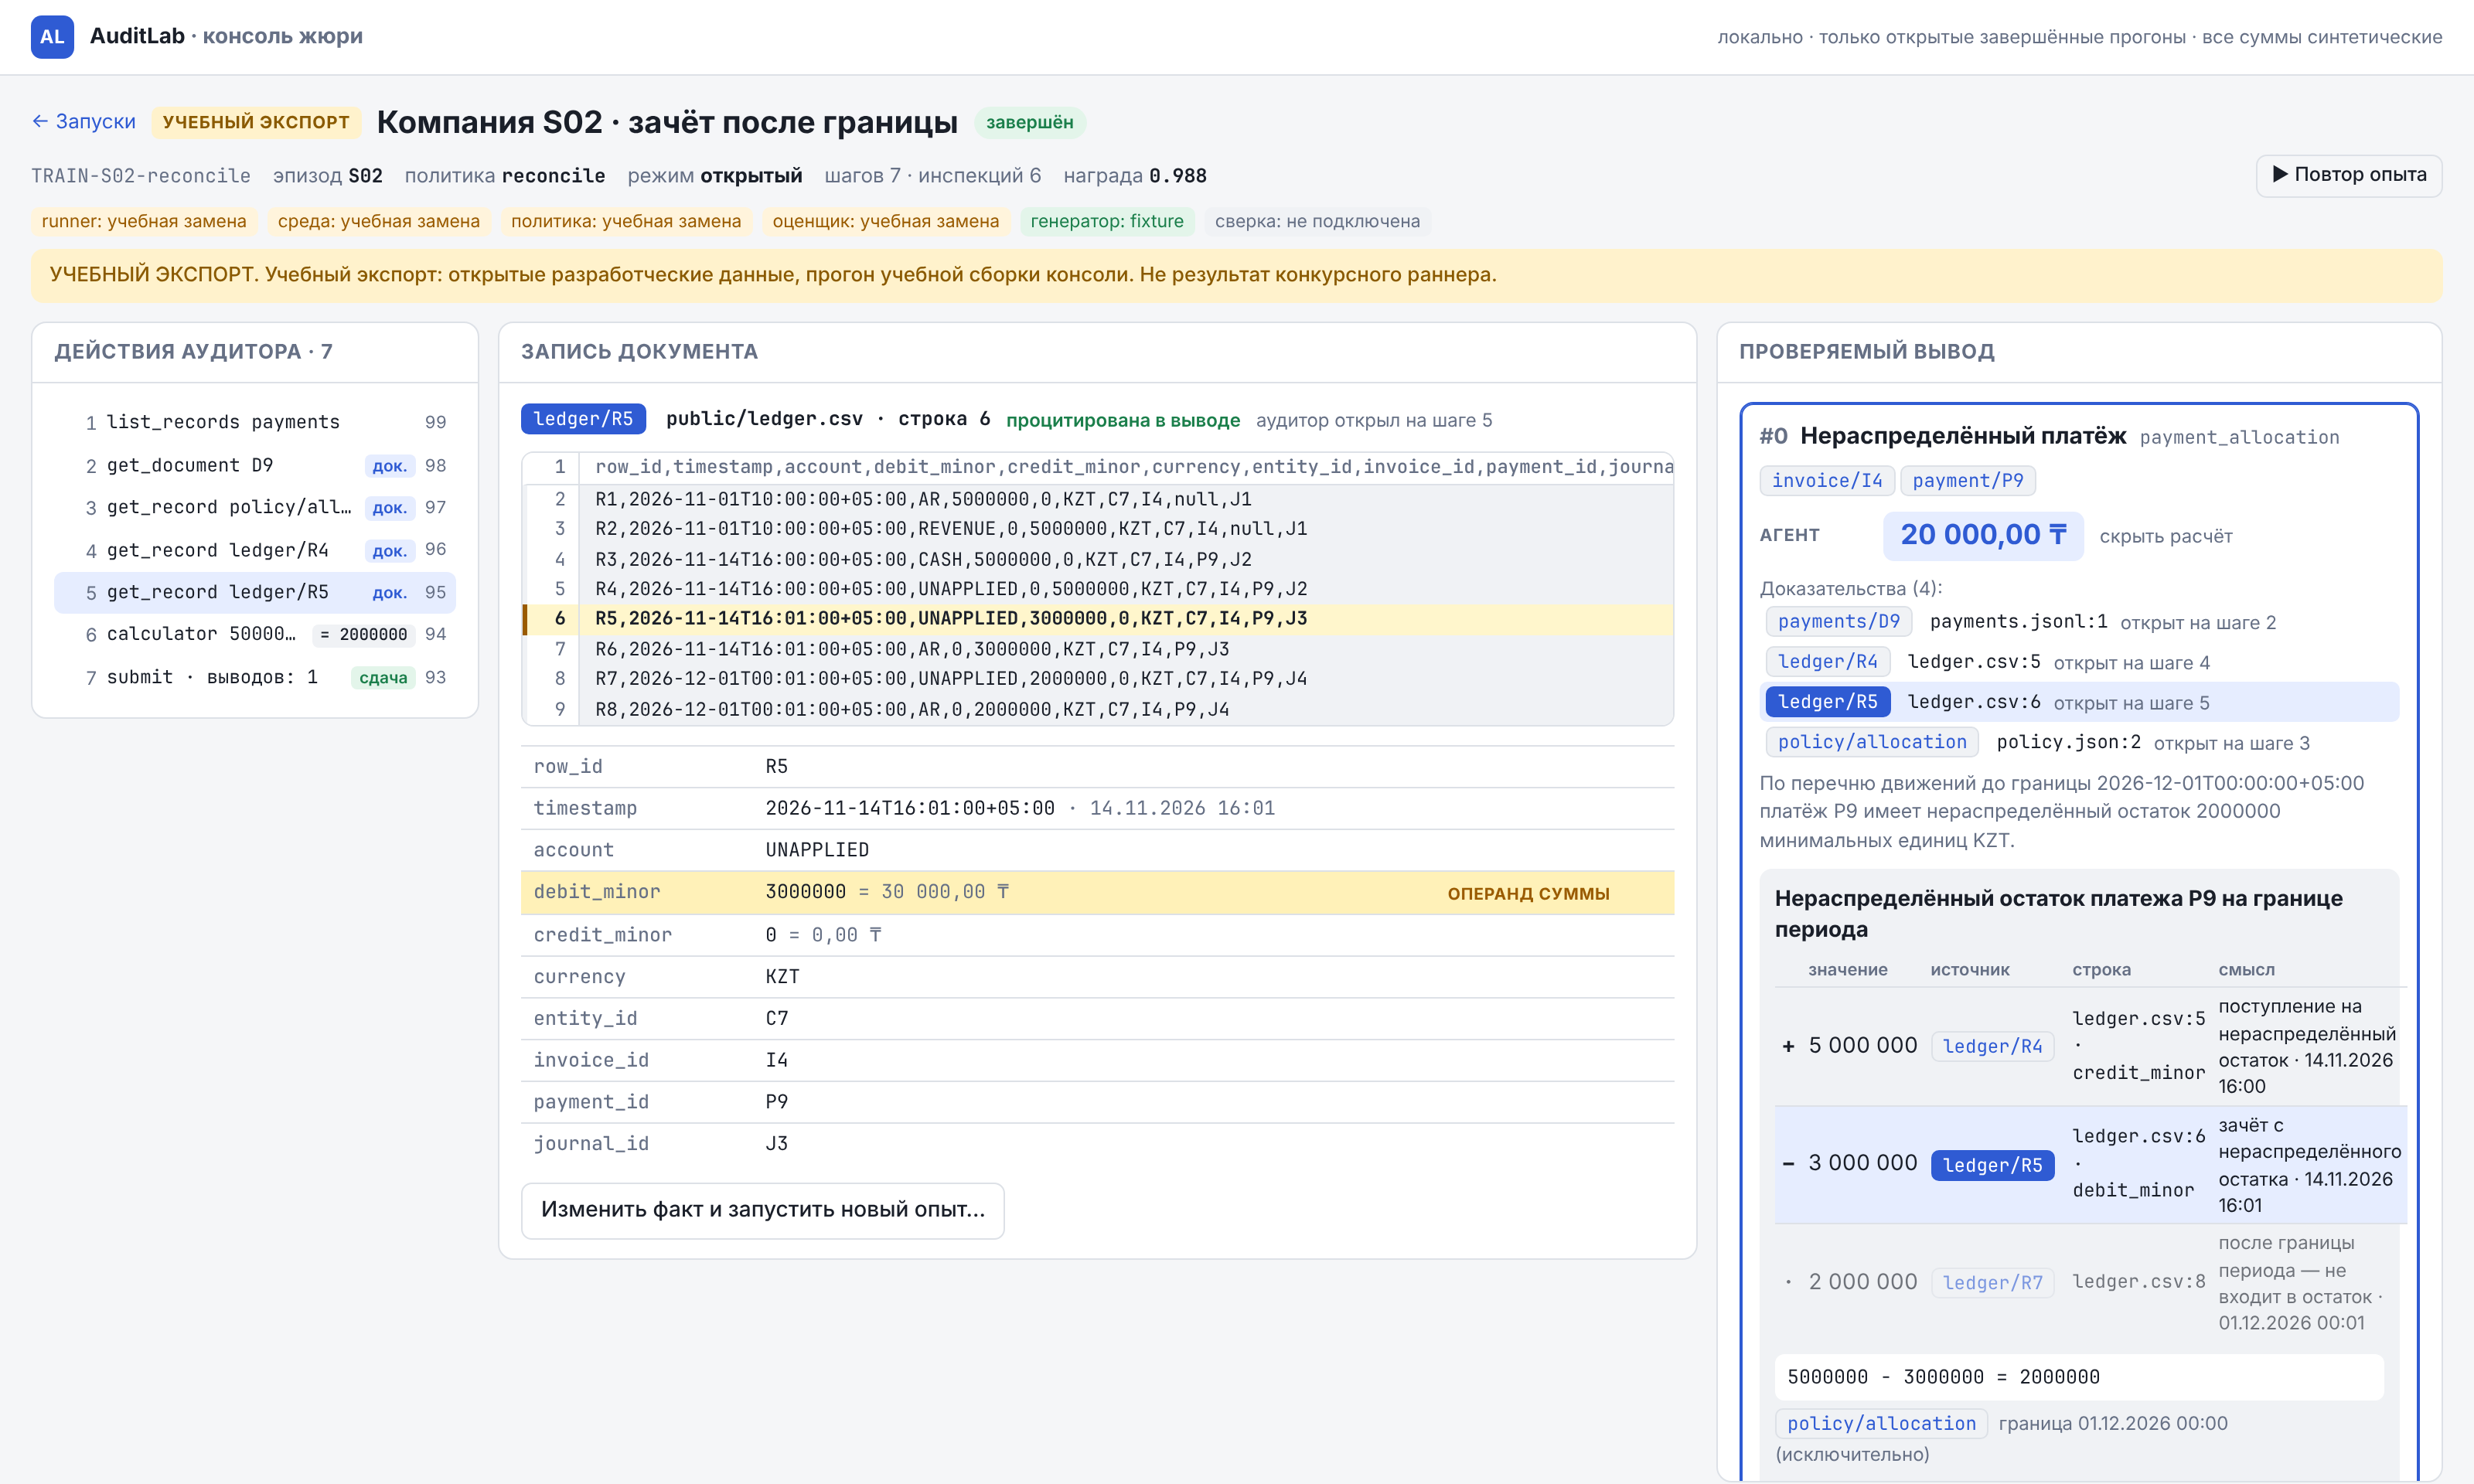 AL AuditLab · консоль жюри
локально · только открытые завершённые прогоны · все суммы синтетические
← Запуски УЧЕБНЫЙ ЭКСПОРТ Компания S02 · зачёт после границы завершён
TRAIN-S02-reconcile эпизод S02 политика reconcile режим открытый шагов 7 · инспекций 6 награда 0.988
▶ Повтор опыта
runner: учебная замена среда: учебная замена политика: учебная замена оценщик: учебная замена генератор: fixture сверка: не подключена
УЧЕБНЫЙ ЭКСПОРТ. Учебный экспорт: открытые разработческие данные, прогон учебной сборки консоли. Не результат конкурсного раннера.
ДЕЙСТВИЯ АУДИТОРА · 7
1 list_records payments 99
2 get_document D9 док. 98
3 get_record policy/all… док. 97
4 get_record ledger/R4 док. 96
5 get_record ledger/R5 док. 95
6 calculator 50000… = 2000000 94
7 submit · выводов: 1 сдача 93
ЗАПИСЬ ДОКУМЕНТА
ledger/R5 public/ledger.csv · строка 6 процитирована в выводе аудитор открыл на шаге 5
1 row_id,timestamp,account,debit_minor,credit_minor,currency,entity_id,invoice_id,payment_id,journa
2 R1,2026-11-01T10:00:00+05:00,AR,5000000,0,KZT,C7,I4,null,J1
3 R2,2026-11-01T10:00:00+05:00,REVENUE,0,5000000,KZT,C7,I4,null,J1
4 R3,2026-11-14T16:00:00+05:00,CASH,5000000,0,KZT,C7,I4,P9,J2
5 R4,2026-11-14T16:00:00+05:00,UNAPPLIED,0,5000000,KZT,C7,I4,P9,J2
6 R5,2026-11-14T16:01:00+05:00,UNAPPLIED,3000000,0,KZT,C7,I4,P9,J3
7 R6,2026-11-14T16:01:00+05:00,AR,0,3000000,KZT,C7,I4,P9,J3
8 R7,2026-12-01T00:01:00+05:00,UNAPPLIED,2000000,0,KZT,C7,I4,P9,J4
9 R8,2026-12-01T00:01:00+05:00,AR,0,2000000,KZT,C7,I4,P9,J4
row_id R5
timestamp 2026-11-14T16:01:00+05:00 · 14.11.2026 16:01
account UNAPPLIED
debit_minor 3000000 = 30 000,00 ₸ ОПЕРАНД СУММЫ
credit_minor 0 = 0,00 ₸
currency KZT
entity_id C7
invoice_id I4
payment_id P9
journal_id J3
Изменить факт и запустить новый опыт…
ПРОВЕРЯЕМЫЙ ВЫВОД
#0 Нераспределённый платёж payment_allocation
invoice/I4 payment/P9
АГЕНТ 20 000,00 ₸ скрыть расчёт
Доказательства (4):
payments/D9 payments.jsonl:1 открыт на шаге 2
ledger/R4 ledger.csv:5 открыт на шаге 4
ledger/R5 ledger.csv:6 открыт на шаге 5
policy/allocation policy.json:2 открыт на шаге 3
По перечню движений до границы 2026-12-01T00:00:00+05:00
платёж P9 имеет нераспределённый остаток 2000000
минимальных единиц KZT.
Нераспределённый остаток платежа P9 на границе
периода
значение источник строка смысл
+ 5 000 000 ledger/R4 ledger.csv:5 · credit_minor поступление на нераспределённый остаток · 14.11.2026 16:00
− 3 000 000 ledger/R5 ledger.csv:6 · debit_minor зачёт с нераспределённого остатка · 14.11.2026 16:01
· 2 000 000 ledger/R7 ledger.csv:8 после границы периода — не входит в остаток · 01.12.2026 00:01
5000000 - 3000000 = 2000000
policy/allocation граница 01.12.2026 00:00
(исключительно)